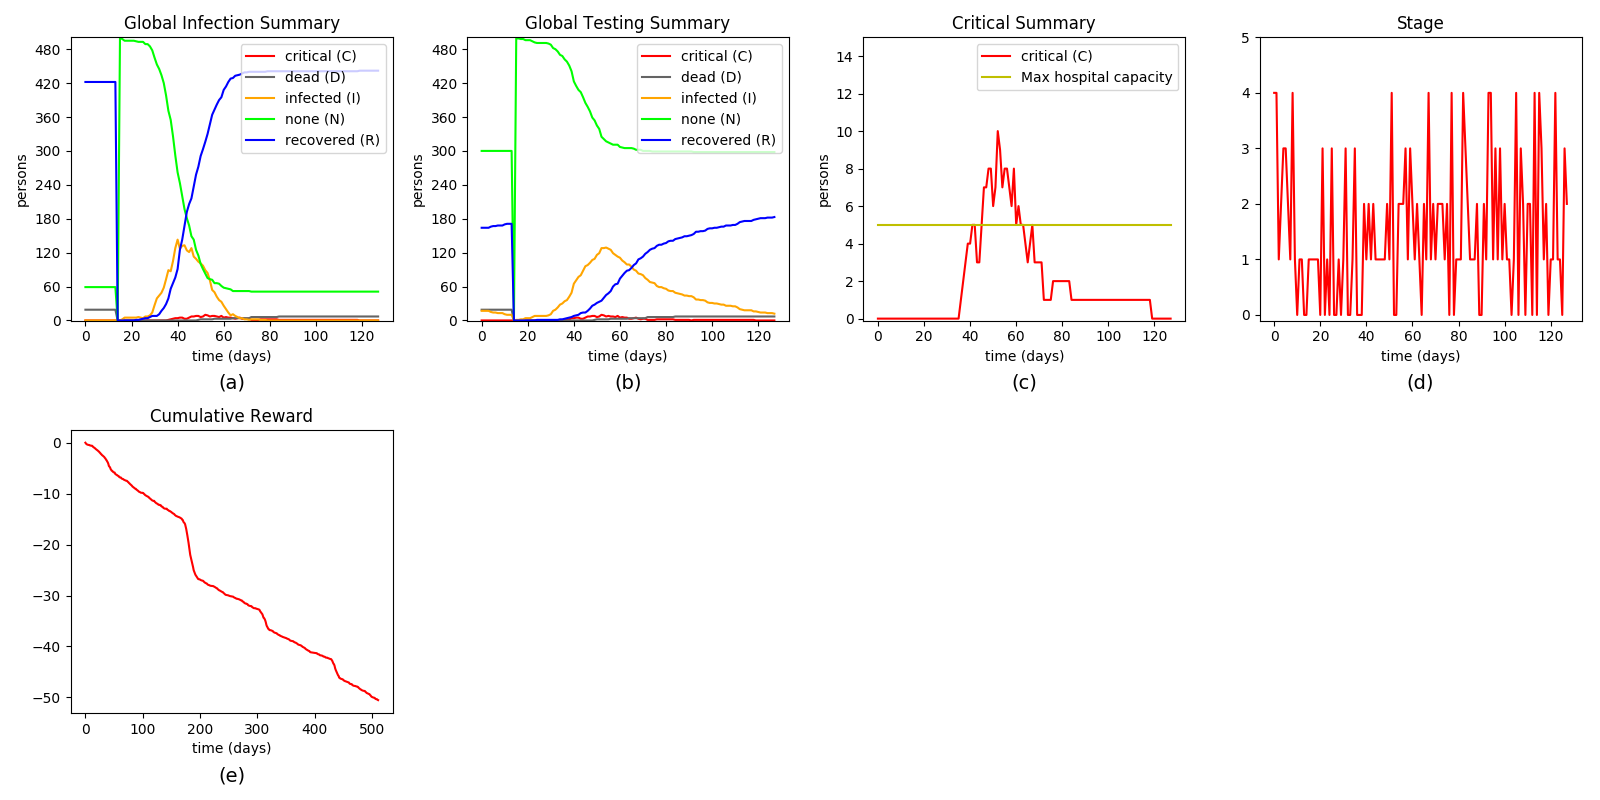 Global Infection Summary
persons
480
420
360
300
240
180
120
60
0
critical (C)
dead (D)
infected (I)
none (N)
recovered (R)
0 20 40 60 80 100 120
time (days)
(a)
Global Testing Summary
persons
480
420
360
300
240
180
120
60
0
critical (C)
dead (D)
infected (I)
none (N)
recovered (R)
0 20 40 60 80 100 120
time (days)
(b)
Critical Summary
persons
14
12
10
8
6
4
2
0
critical (C)
Max hospital capacity
0 20 40 60 80 100 120
time (days)
(c)
Stage
5
4
3
2
1
0
0 20 40 60 80 100 120
time (days)
(d)
Cumulative Reward
0
−10
−20
−30
−40
−50
0 100 200 300 400 500
time (days)
(e)